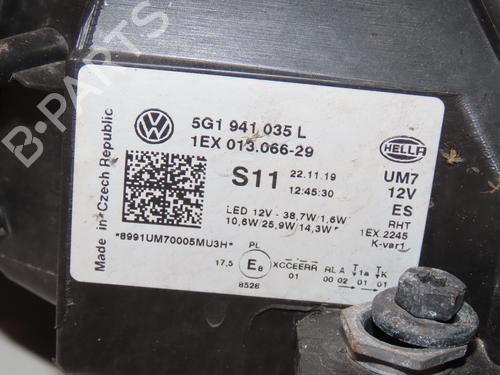 Made in Czech Republic
5G1 941 035 L
1EX 013.066-29
HELLA
S11
22.11.19
12:45:30
UM7
12V
ES
RHT
1EX.2245
K-var1
LED 12V - 38,7W/1,6W
10,6W/25,9W/14,3W*
*8991UM70005MU3H*
PL
17,5 E8 XCCEERR RL A 1a K
01 00 02 01 01
8526